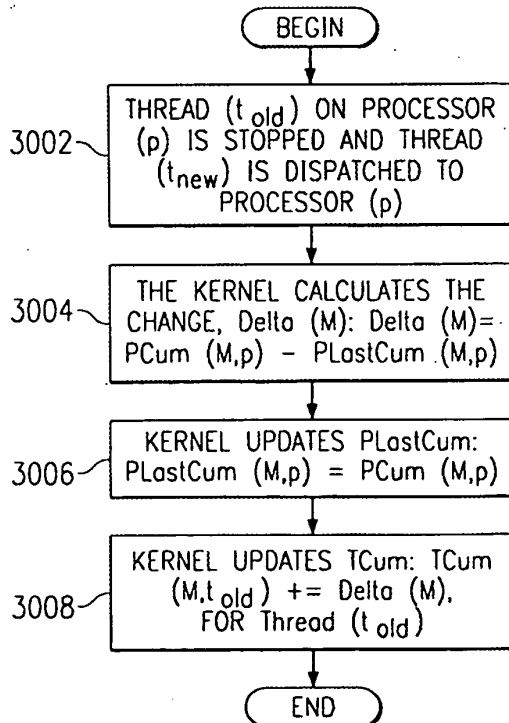 BEGIN
3002
THREAD (t old) ON PROCESSOR
(p) IS STOPPED AND THREAD
(tnew) IS DISPATCHED TO
PROCESSOR (p)
3004
THE KERNEL CALCULATES THE
CHANGE, Delta (M): Delta (M)=
PCum (M,p) - PLastCum (M,p)
3006
KERNEL UPDATES PLastCum:
PLastCum (M,p) = PCum (M,p)
3008
KERNEL UPDATES TCum: TCum
(M,t old) += Delta (M),
FOR Thread (t old)
END